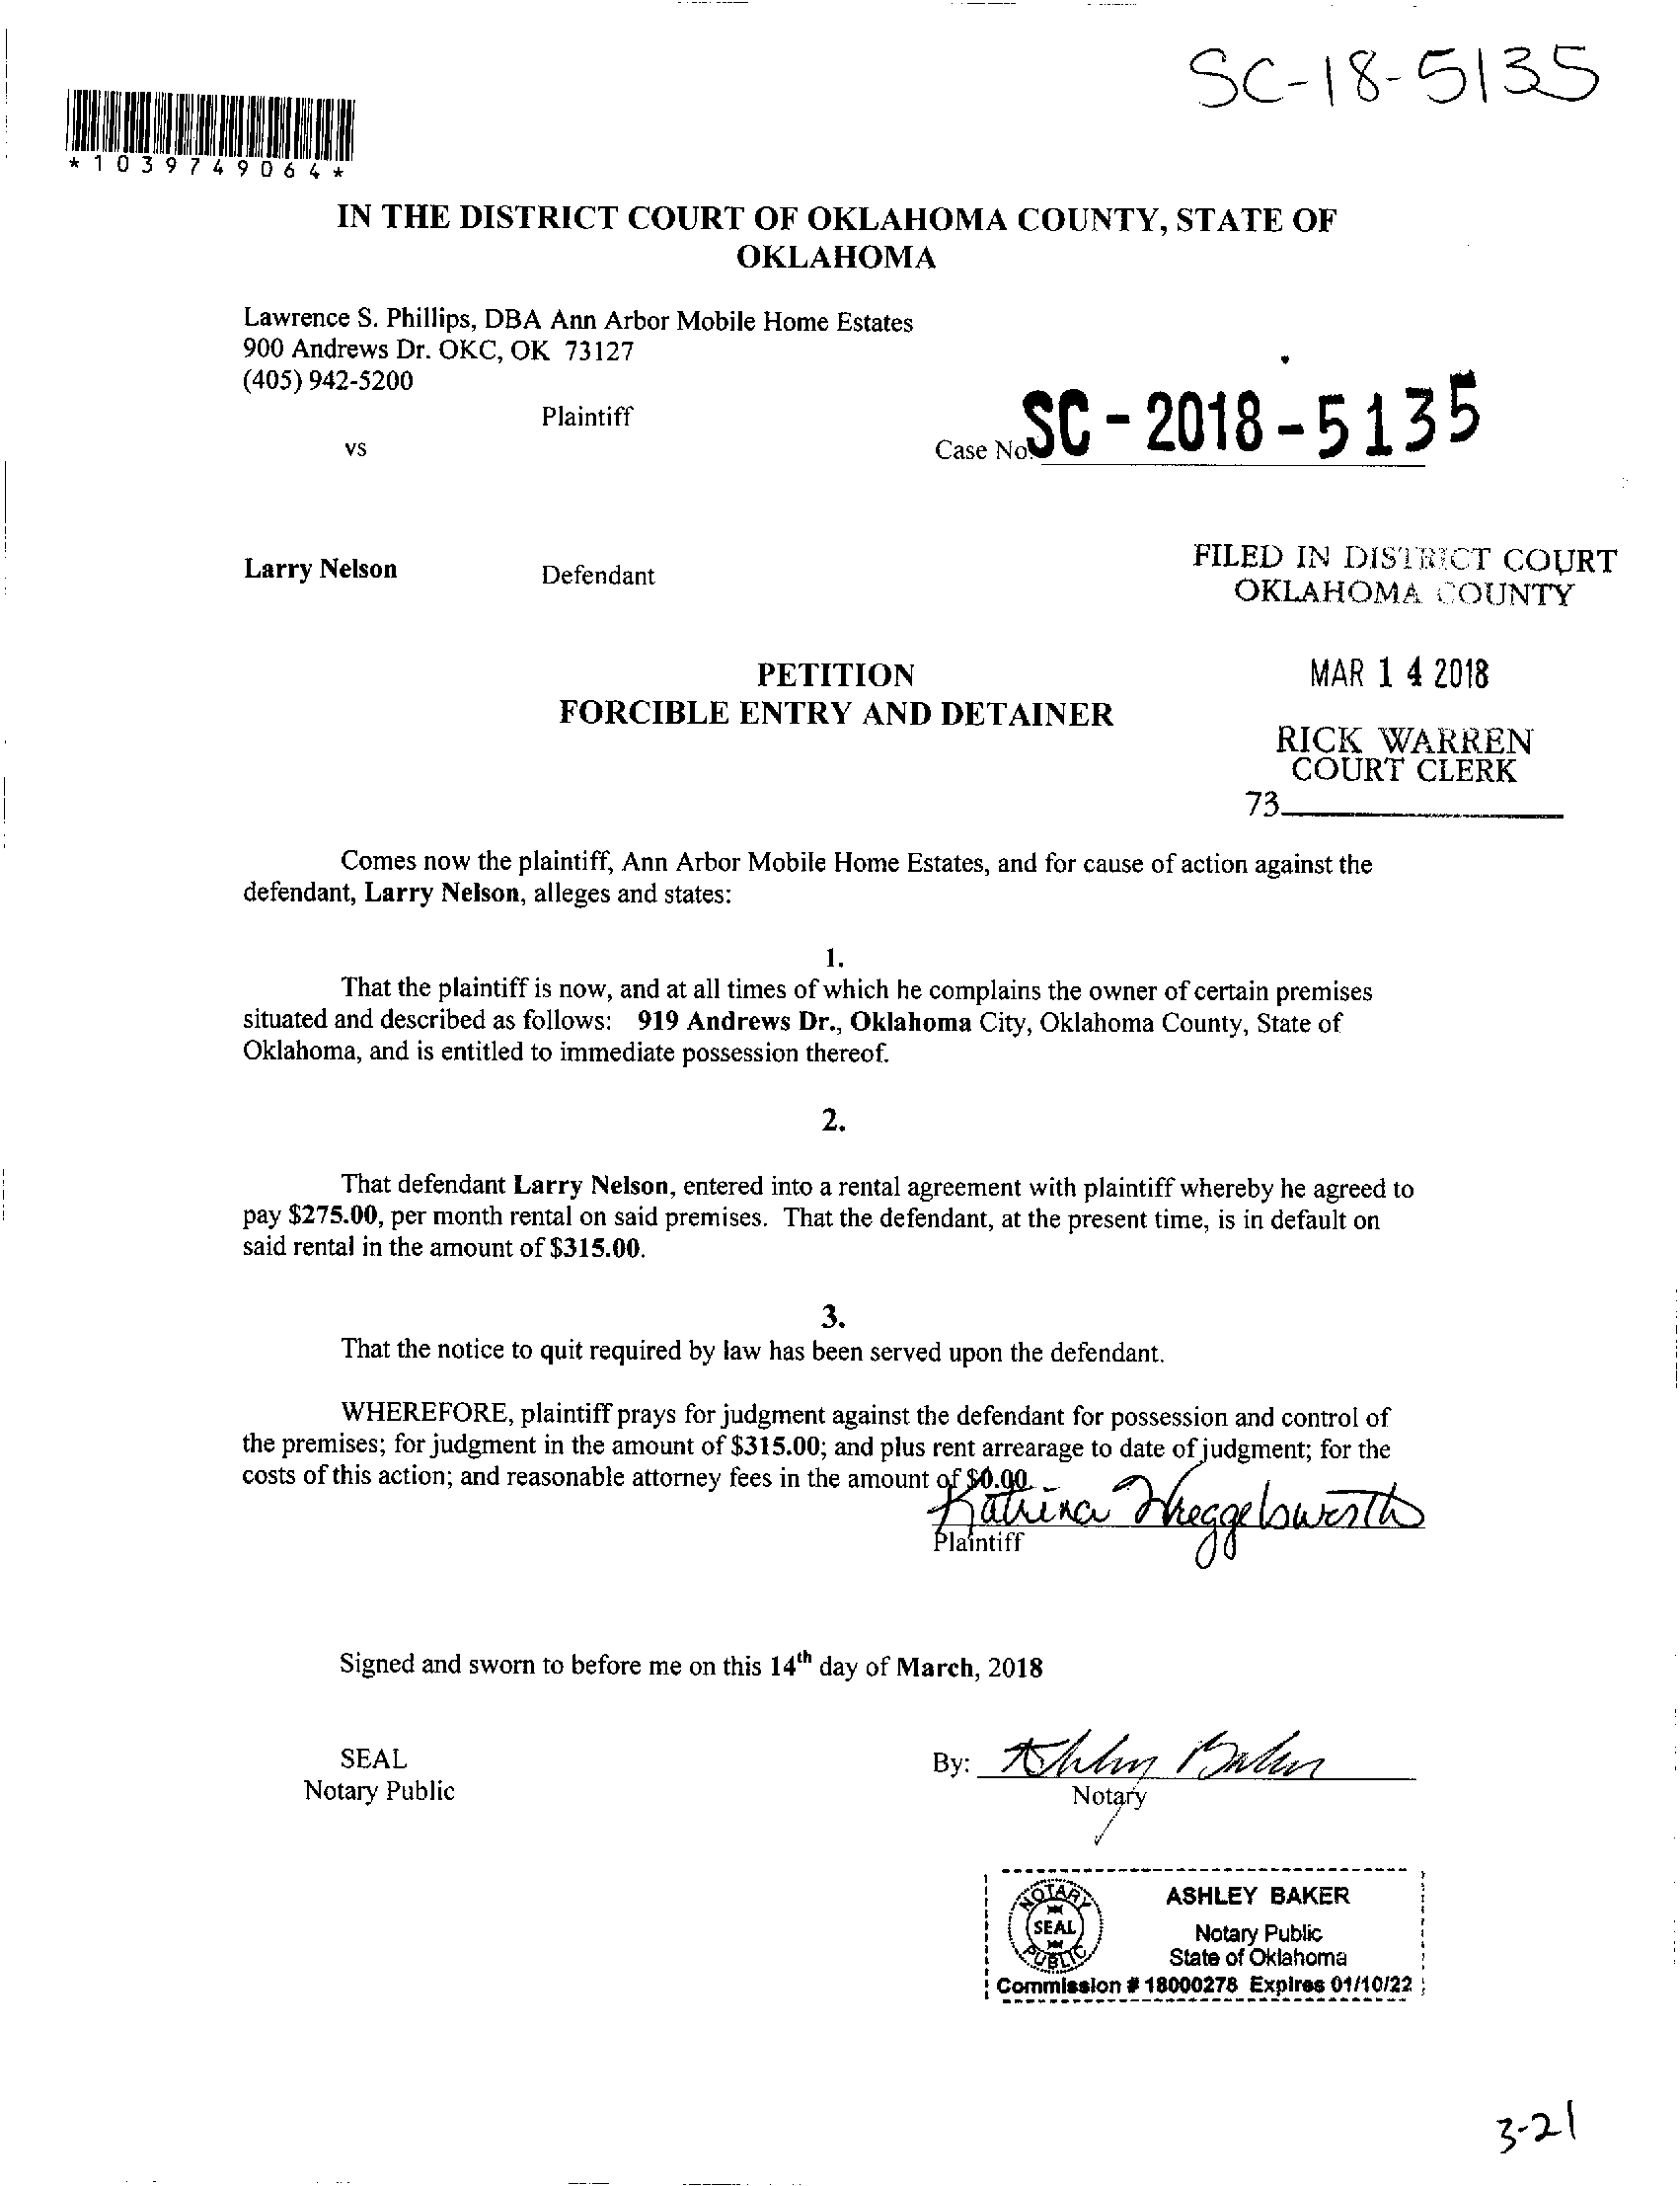 SC-18-5135
*1039749064*
IN THE DISTRICT COURT OF OKLAHOMA COUNTY, STATE OF
OKLAHOMA
Lawrence S. Phillips, DBA Ann Arbor Mobile Home Estates
900 Andrews Dr. OKC, OK 73127
(405) 942-5200
Plaintiff
vs
Case No. SC-2018-5135
Larry Nelson Defendant
FILED IN DISTRICT COURT
OKLAHOMA COUNTY
PETITION
FORCIBLE ENTRY AND DETAINER
MAR 14 2018
RICK WARREN
COURT CLERK
73
Comes now the plaintiff, Ann Arbor Mobile Home Estates, and for cause of action against the
defendant, Larry Nelson, alleges and states:
1.
That the plaintiff is now, and at all times of which he complains the owner of certain premises
situated and described as follows: 919 Andrews Dr., Oklahoma City, Oklahoma County, State of
Oklahoma, and is entitled to immediate possession thereof.
2.
That defendant Larry Nelson, entered into a rental agreement with plaintiff whereby he agreed to
pay $275.00, per month rental on said premises. That the defendant, at the present time, is in default on
said rental in the amount of $315.00.
3.
That the notice to quit required by law has been served upon the defendant.
WHEREFORE, plaintiff prays for judgment against the defendant for possession and control of
the premises; for judgment in the amount of $315.00; and plus rent arrearage to date of judgment; for the
costs of this action; and reasonable attorney fees in the amount of $0.00.
Katrina
Plaintiff
Signed and sworn to before me on this 14th day of March, 2018
SEAL
Notary Public
By: Ashley Baker
Notary
NOTARY
SEAL
PUBLIC
ASHLEY BAKER
Notary Public
State of Oklahoma
Commission # 18000278 Expires 01/10/22
3-21